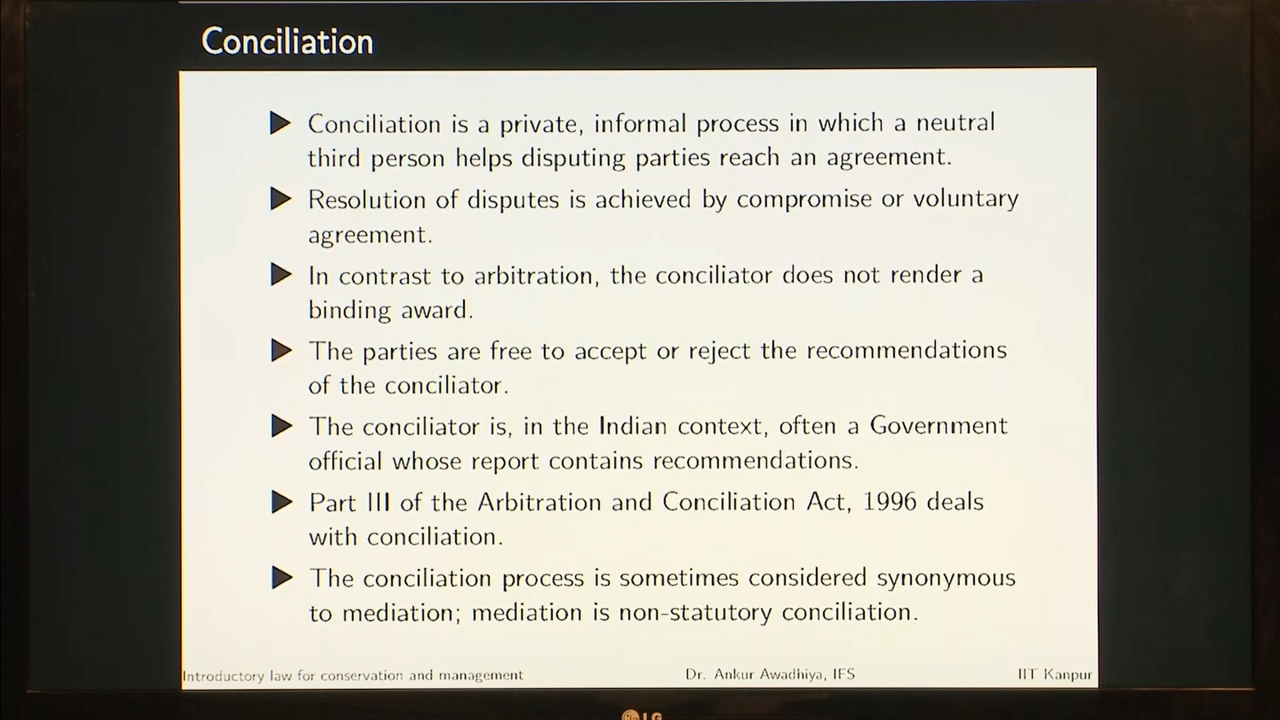 Conciliation
▶ Conciliation is a private, informal process in which a neutral
third person helps disputing parties reach an agreement.
▶ Resolution of disputes is achieved by compromise or voluntary
agreement.
▶ In contrast to arbitration, the conciliator does not render a
binding award.
▶ The parties are free to accept or reject the recommendations
of the conciliator.
▶ The conciliator is, in the Indian context, often a Government
official whose report contains recommendations.
▶ Part III of the Arbitration and Conciliation Act, 1996 deals
with conciliation.
▶ The conciliation process is sometimes considered synonymous
to mediation; mediation is non-statutory conciliation.
Introductory law for conservation and management Dr. Ankur Awadhiya, IFS IIT Kanpur
LG